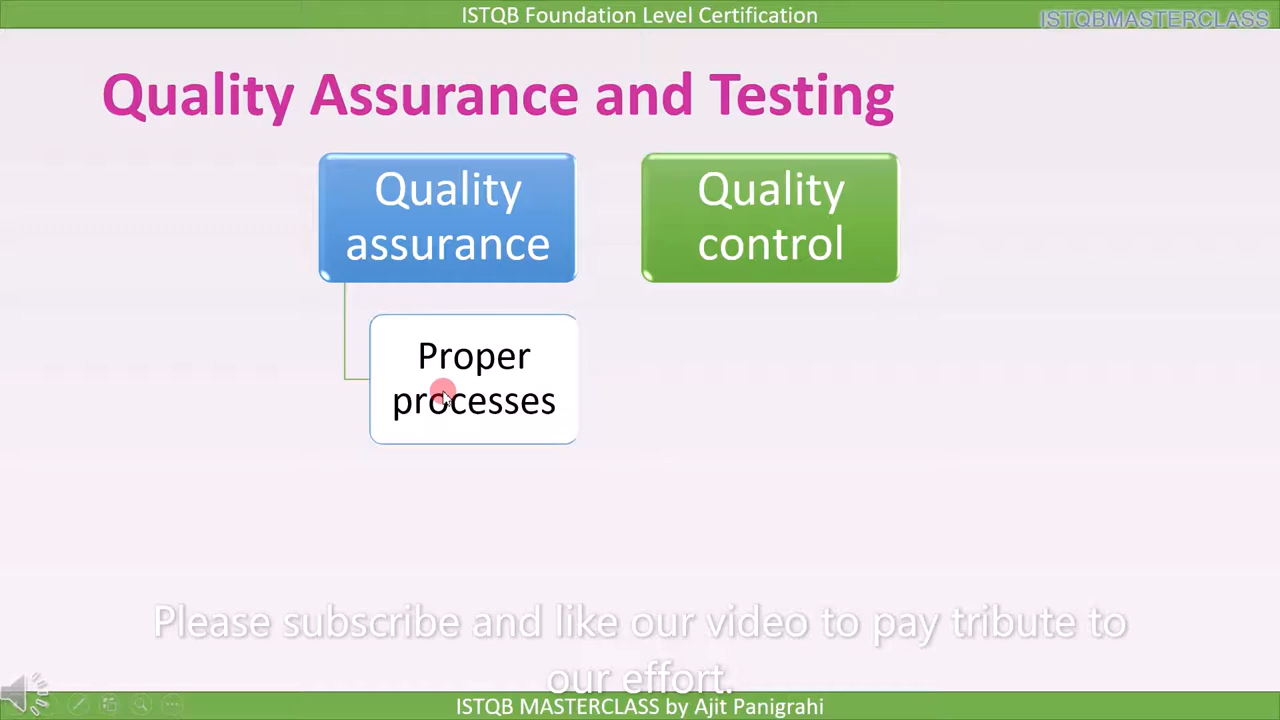 ISTQB Foundation Level Certification
ISTQBMASTERCLASS
Quality Assurance and Testing
Quality
assurance
Quality
control
Proper
processes
Please subscribe and like our video to pay tribute to
our effort.
ISTQB MASTERCLASS by Ajit Panigrahi